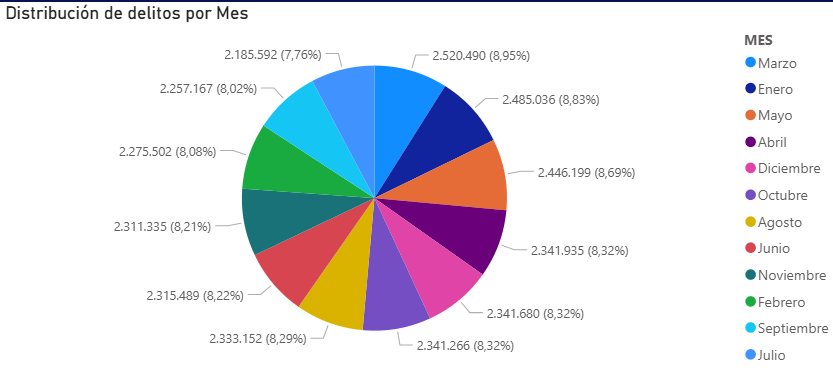 Distribución de delitos por Mes
2.520.490 (8,95%)
2.485.036 (8,83%)
2.446.199 (8,69%)
2.341.935 (8,32%)
2.341.680 (8,32%)
2.341.266 (8,32%)
2.333.152 (8,29%)
2.315.489 (8,22%)
2.311.335 (8,21%)
2.275.502 (8,08%)
2.257.167 (8,02%)
2.185.592 (7,76%)
MES
Marzo
Enero
Mayo
Abril
Diciembre
Octubre
Agosto
Junio
Noviembre
Febrero
Septiembre
Julio